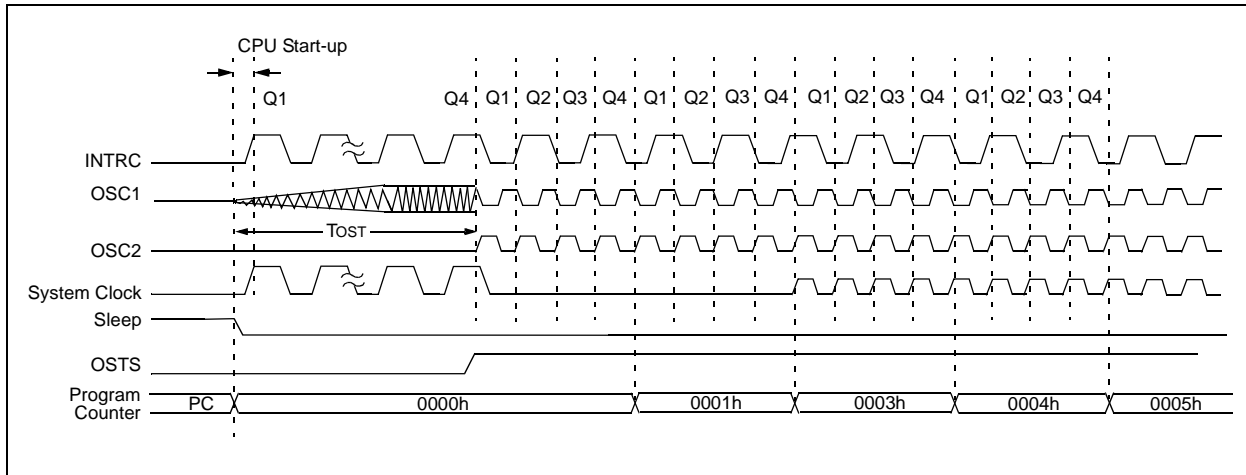 CPU Start-up
Q1 Q4 Q1 Q2 Q3 Q4 Q1 Q2 Q3 Q4 Q1 Q2 Q3 Q4 Q1 Q2 Q3 Q4
INTRC
OSC1
TOST
OSC2
System Clock
Sleep
OSTS
Program
Counter
PC 0000h 0001h 0003h 0004h 0005h